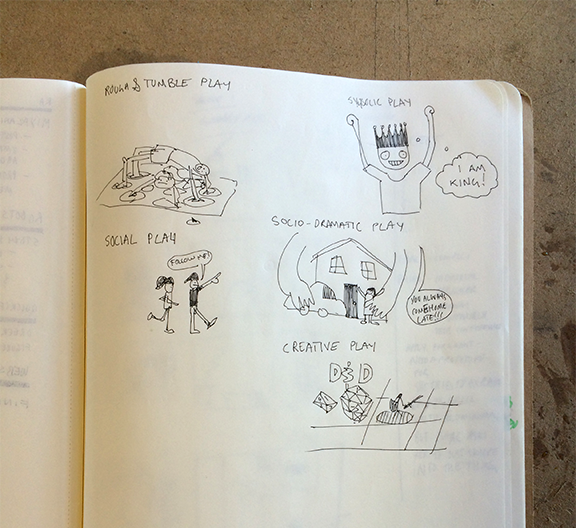 ROUGH & TUMBLE PLAY
SYBOLIC PLAY
I AM
KING!
SOCIAL PLAY
FOLLOW ME!
SOCIO-DRAMATIC PLAY
YOU ALWAYS
COME HOME
LATE!!!
CREATIVE PLAY
D&D